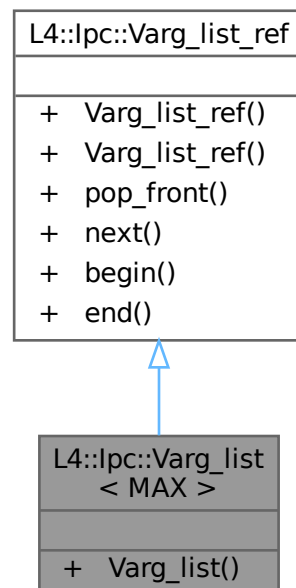 L4::Ipc::Varg_list_ref
+ Varg_list_ref()
+ Varg_list_ref()
+ pop_front()
+ next()
+ begin()
+ end()
L4::Ipc::Varg_list
< MAX >
+ Varg_list()